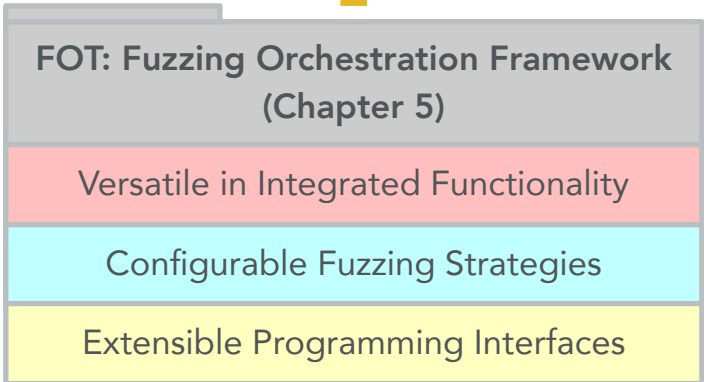 FOT: Fuzzing Orchestration Framework
(Chapter 5)
Versatile in Integrated Functionality
Configurable Fuzzing Strategies
Extensible Programming Interfaces